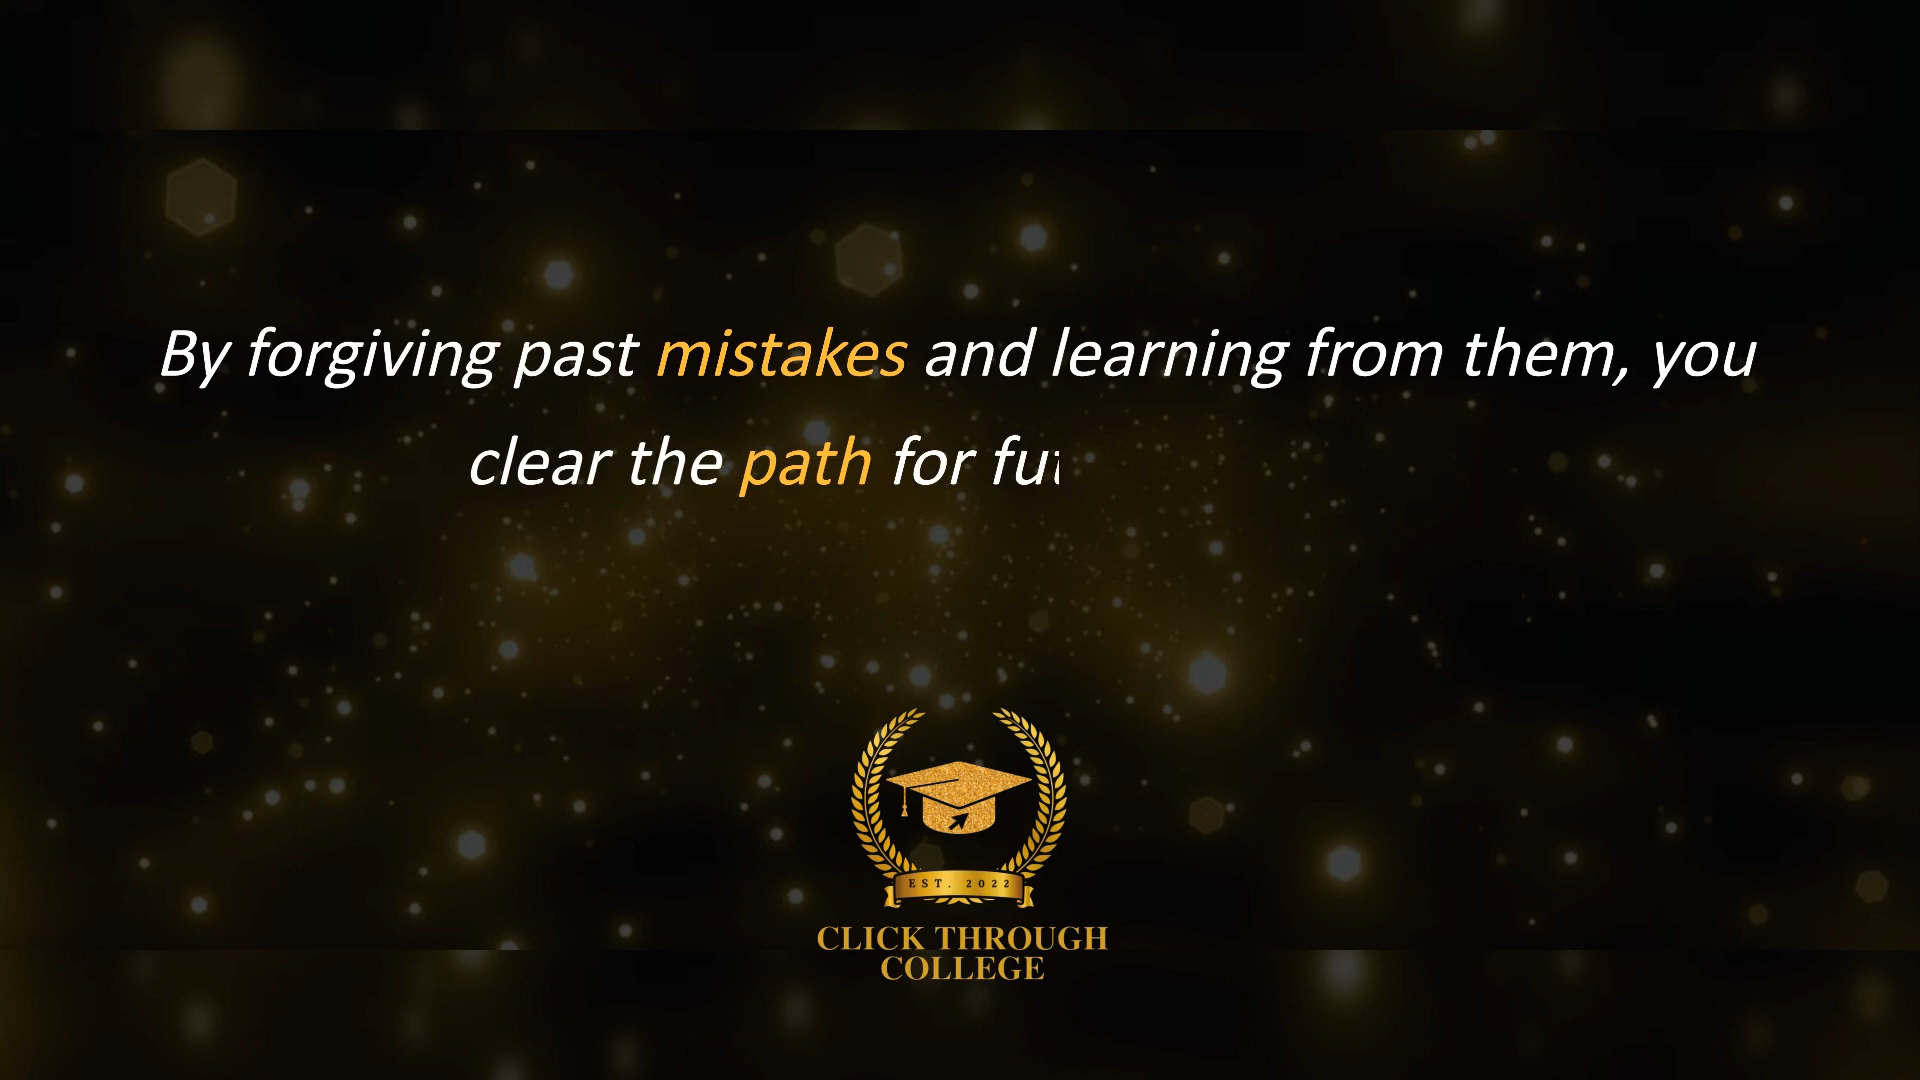 By forgiving past mistakes and learning from them, you
clear the path for fu
EST. 2022
CLICK THROUGH
COLLEGE